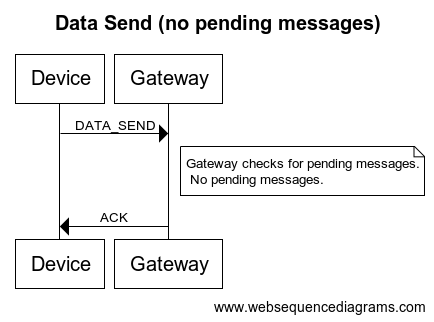 Data Send (no pending messages)
Device
Gateway
DATA_SEND
Gateway checks for pending messages.
No pending messages.
ACK
Device
Gateway
www.websequencediagrams.com